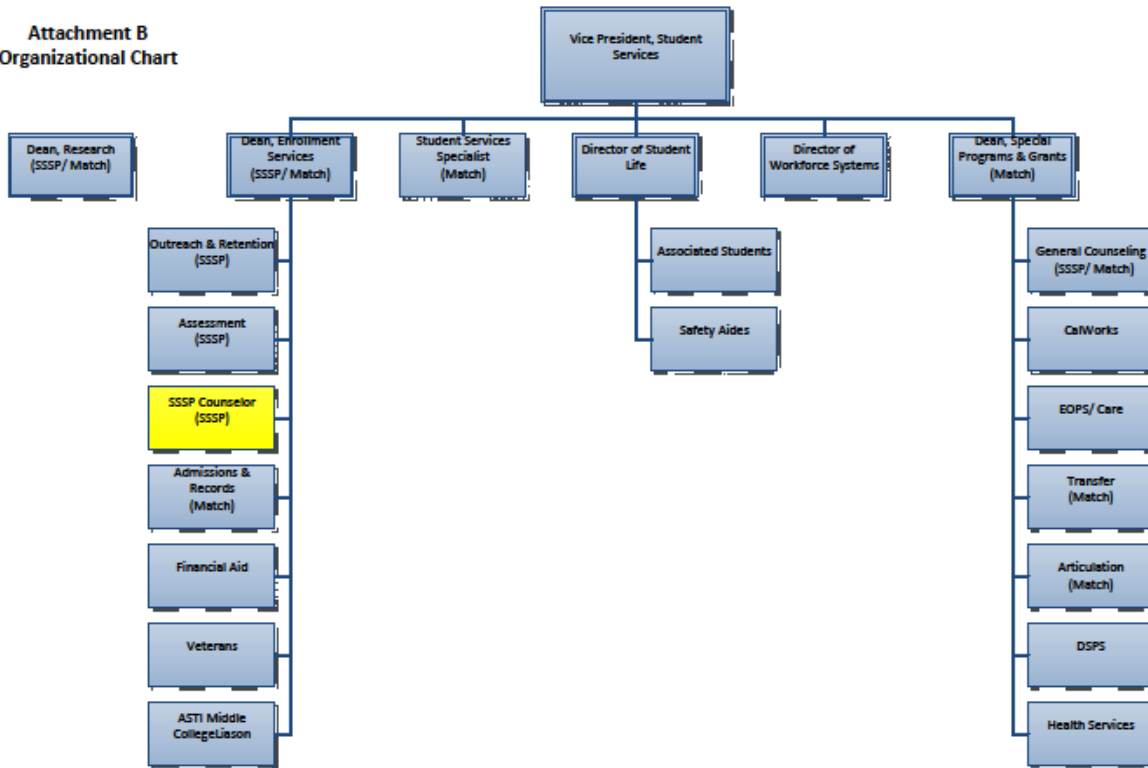 Attachment B
Organizational Chart
Vice President, Student
Services
Dean, Research
(SSSP/ Match)
Dean, Enrollment
Services
(SSSP/ Match)
Student Services
Specialist
(Match)
Director of Student
Life
Director of
Workforce Systems
Dean, Special
Programs & Grants
(Match)
Outreach & Retention
(SSSP)
Assessment
(SSSP)
SSSP Counselor
(SSSP)
Admissions &
Records
(Match)
Financial Aid
Veterans
ASTI Middle
CollegeLiason
Associated Students
Safety Aides
General Counseling
(SSSP/ Match)
CalWorks
EOPS/ Care
Transfer
(Match)
Articulation
(Match)
DSPS
Health Services